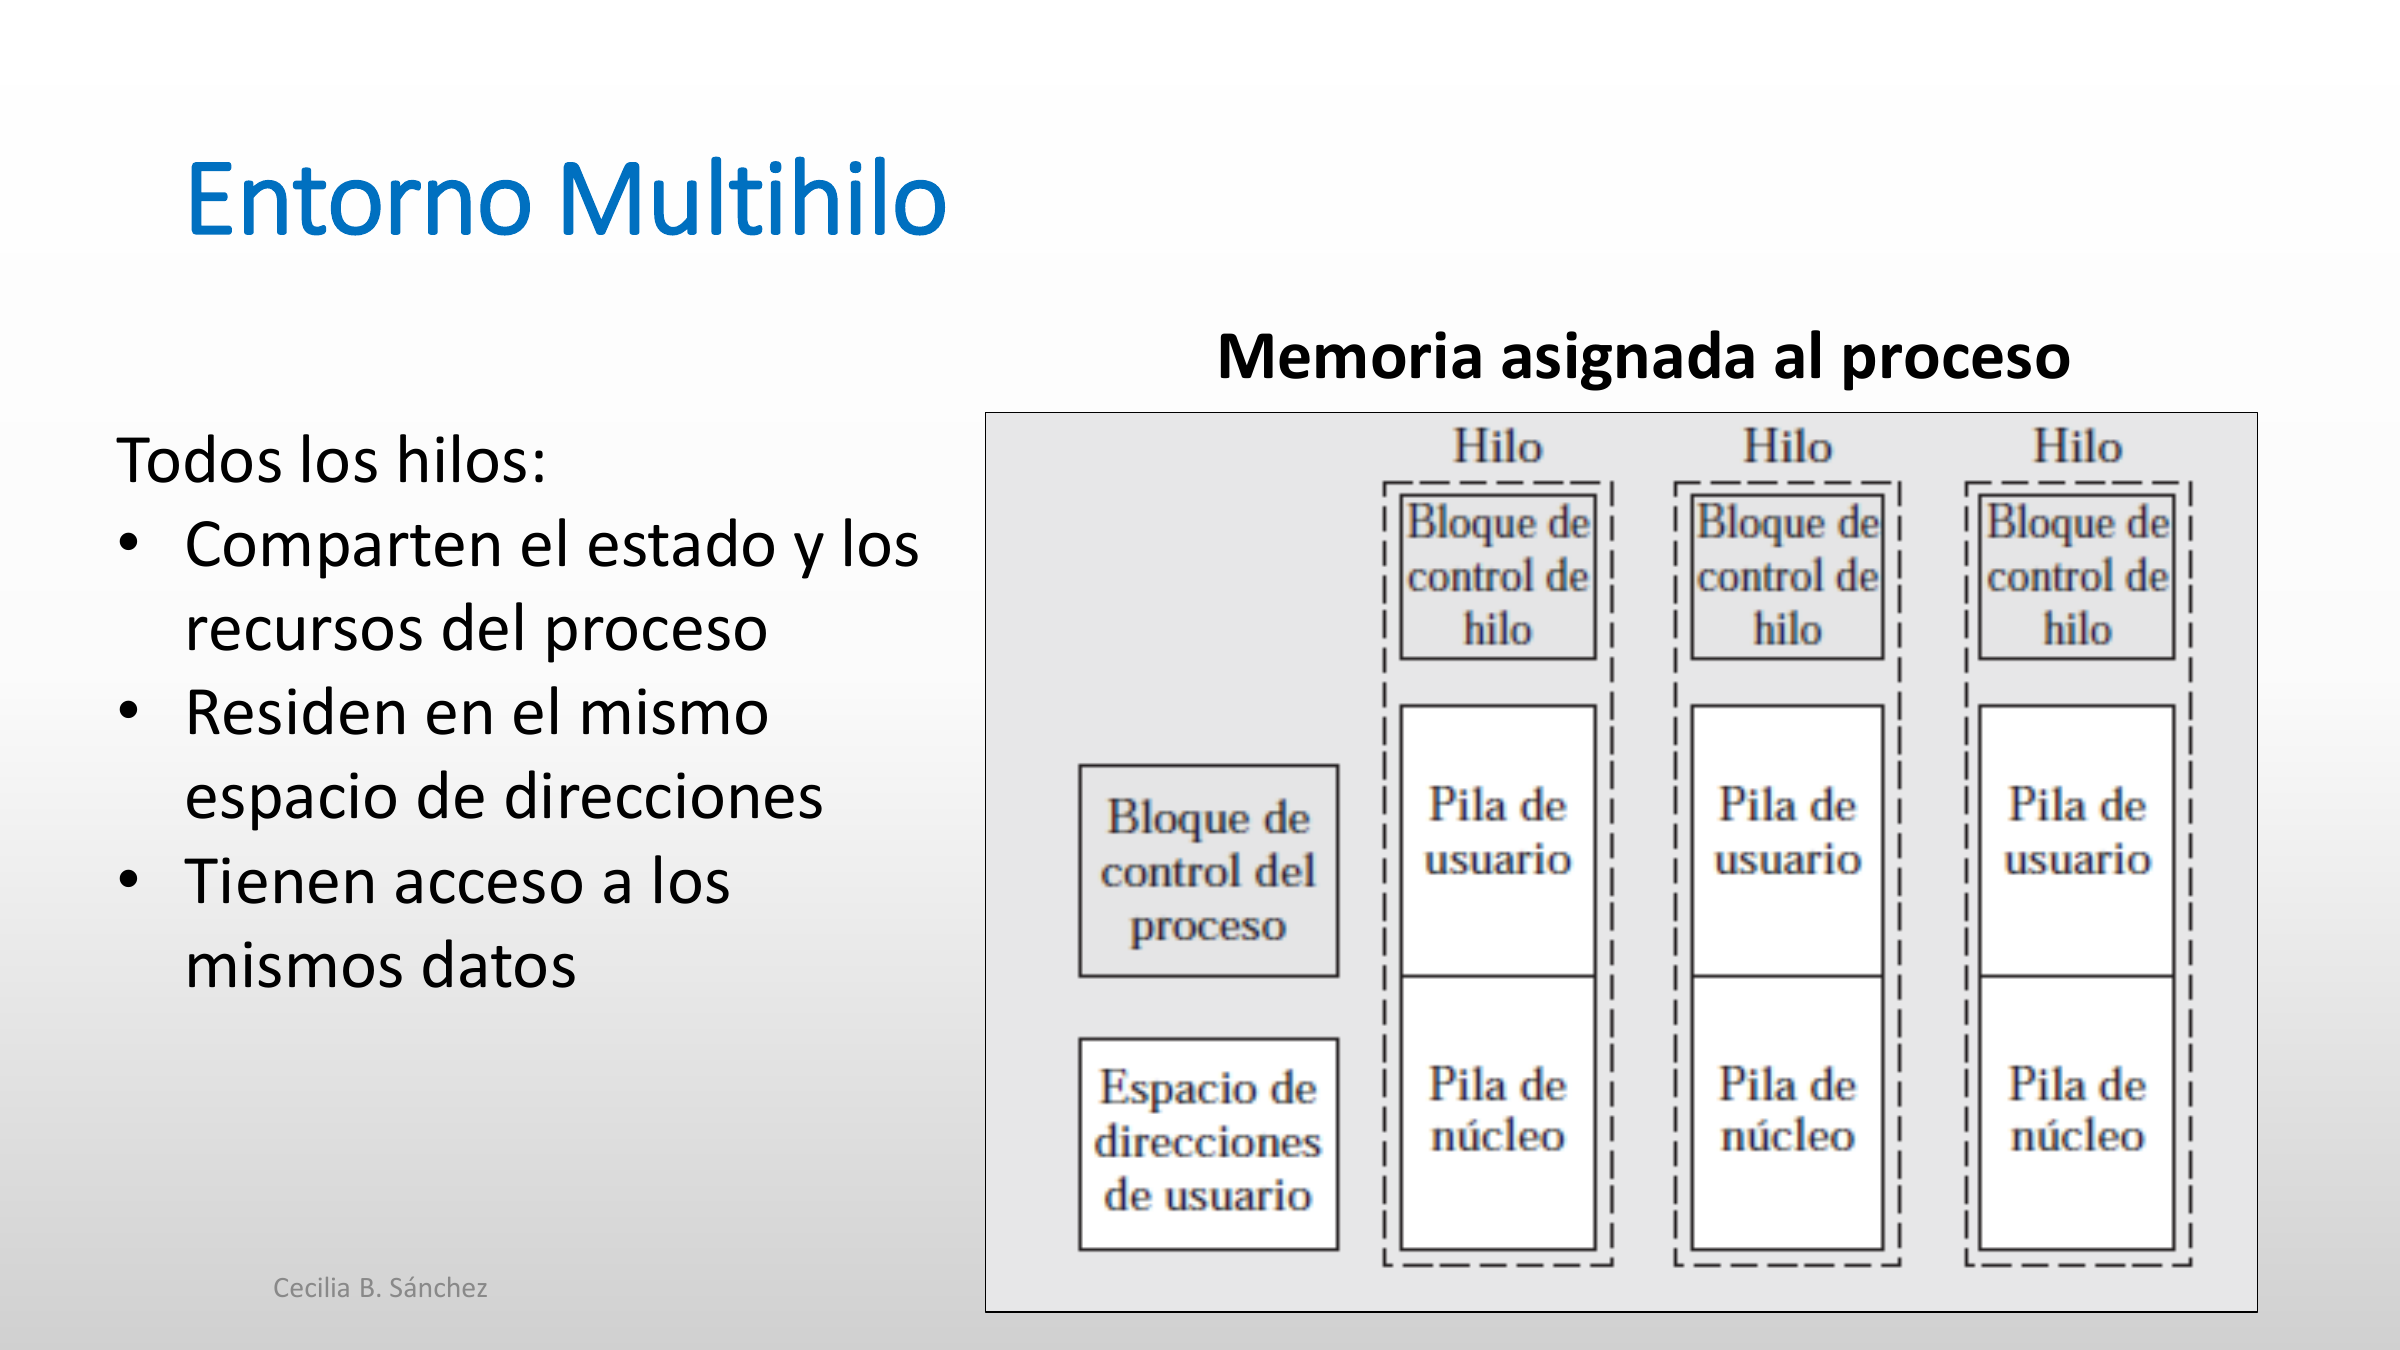 Entorno Multihilo
Todos los hilos:
• Comparten el estado y los
recursos del proceso
• Residen en el mismo
espacio de direcciones
• Tienen acceso a los
mismos datos
Memoria asignada al proceso
Bloque de
control del
proceso
Espacio de
direcciones
de usuario
Hilo
Bloque de
control de
hilo
Pila de
usuario
Pila de
núcleo
Hilo
Bloque de
control de
hilo
Pila de
usuario
Pila de
núcleo
Hilo
Bloque de
control de
hilo
Pila de
usuario
Pila de
núcleo
Cecilia B. Sánchez